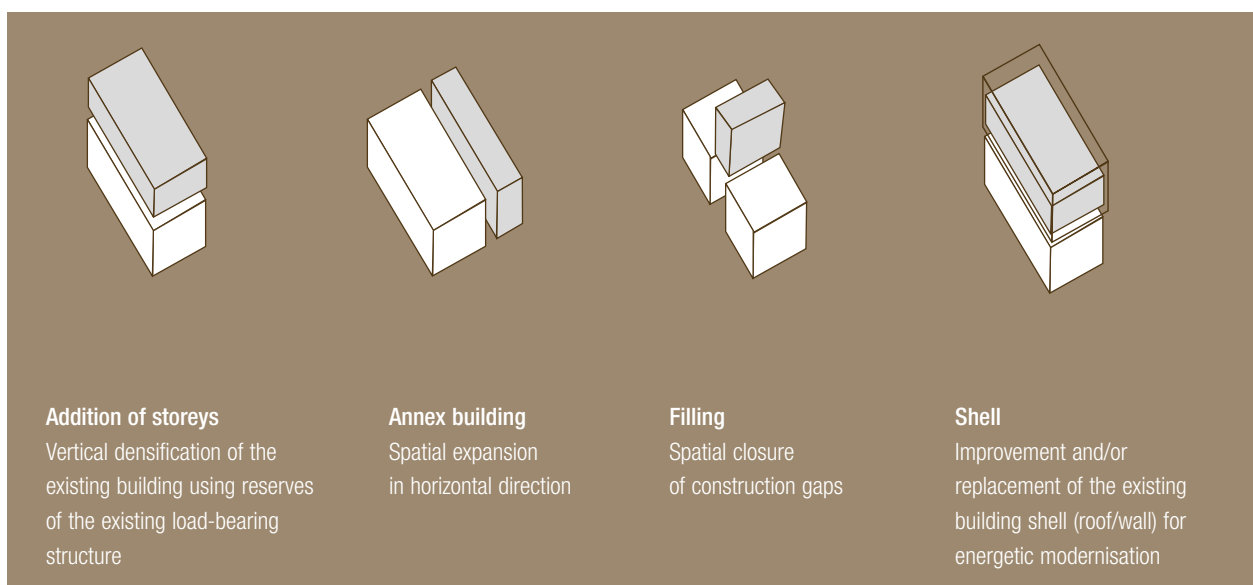 Addition of storeys
Vertical densification of the
existing building using reserves
of the existing load-bearing
structure
Annex building
Spatial expansion
in horizontal direction
Filling
Spatial closure
of construction gaps
Shell
Improvement and/or
replacement of the existing
building shell (roof/wall) for
energetic modernisation